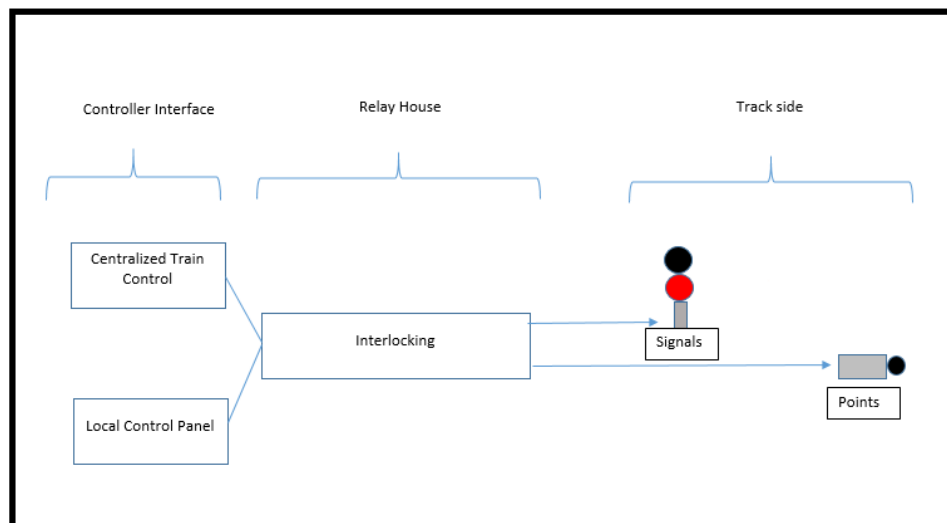 Controller Interface
Relay House
Track side
Centralized Train
Control
Interlocking
Signals
Local Control Panel
Points